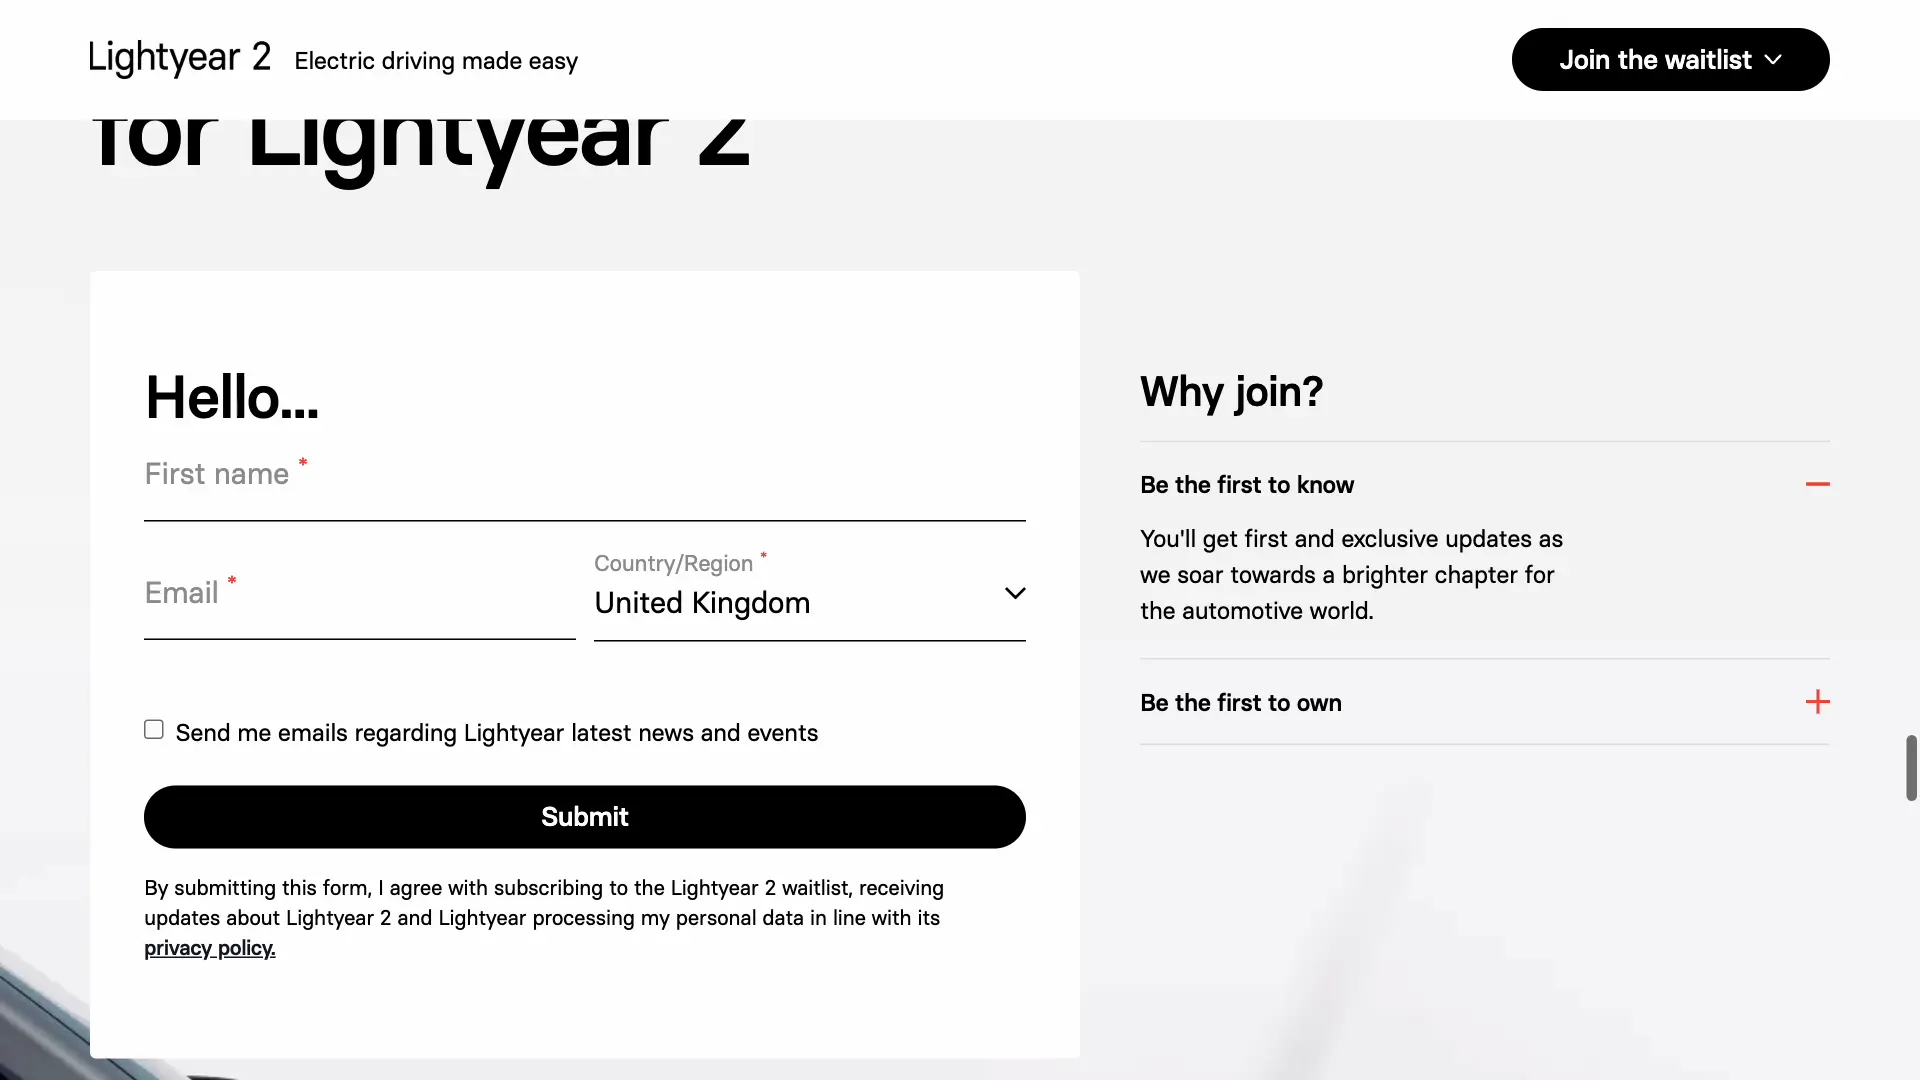 Lightyear 2 Electric driving made easy
Join the waitlist
for Lightyear 2
Hello...
First name *
Email *
Country/Region *
United Kingdom
Send me emails regarding Lightyear latest news and events
Submit
By submitting this form, I agree with subscribing to the Lightyear 2 waitlist, receiving
updates about Lightyear 2 and Lightyear processing my personal data in line with its
privacy policy.
Why join?
Be the first to know
You'll get first and exclusive updates as
we soar towards a brighter chapter for
the automotive world.
Be the first to own